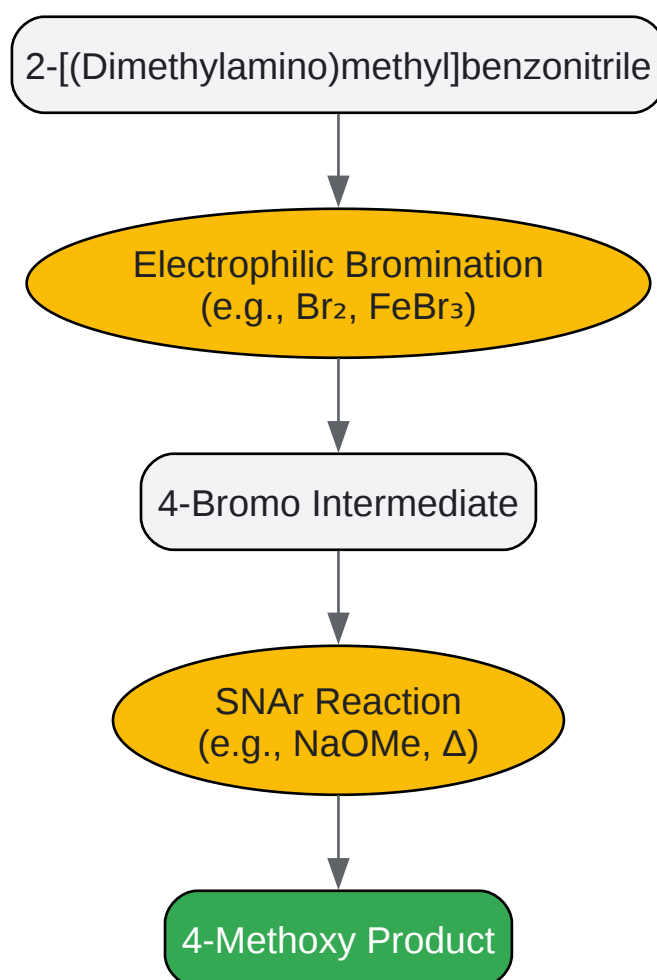 2-[(Dimethylamino)methyl]benzonitrile
Electrophilic Bromination
(e.g., Br₂, FeBr₃)
4-Bromo Intermediate
SNAr Reaction
(e.g., NaOMe, Δ)
4-Methoxy Product